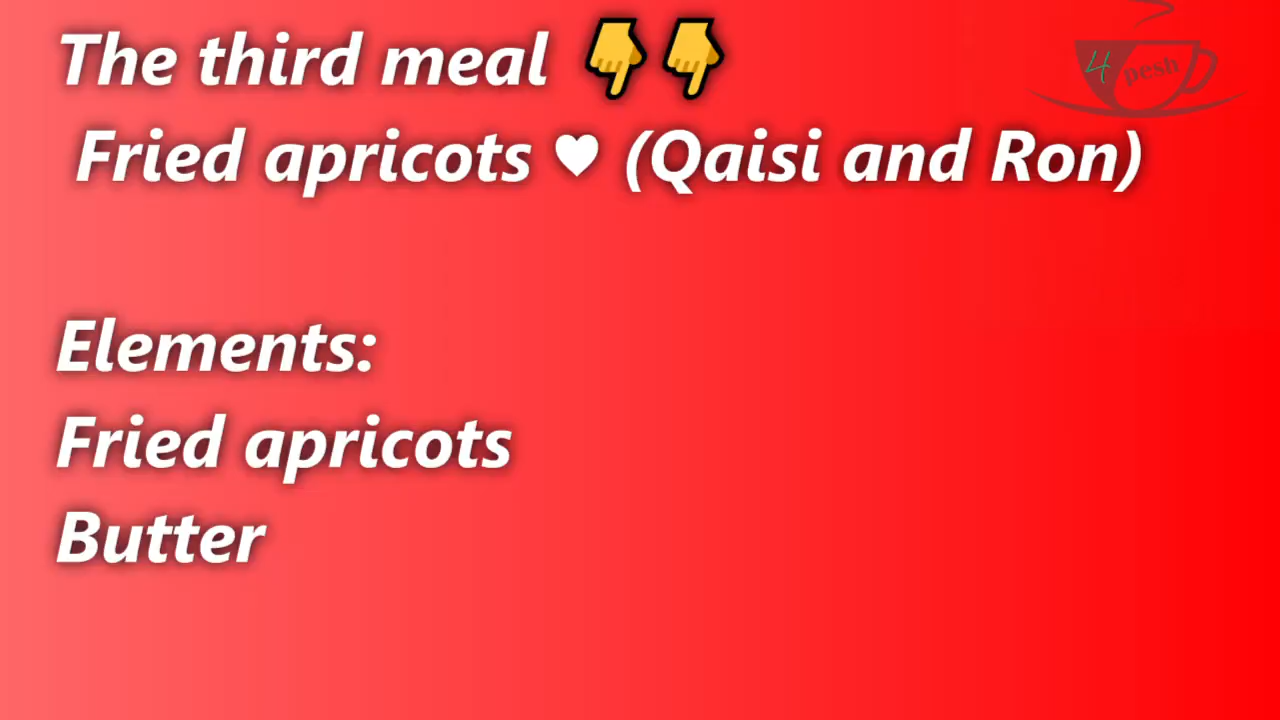 The third meal 👇👇
4 pesh
Fried apricots ♥ (Qaisi and Ron)
Elements:
Fried apricots
Butter